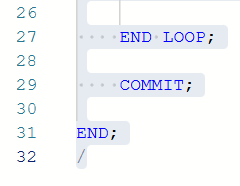 26
27 END LOOP;
28
29 COMMIT;
30
31 END;
32 /